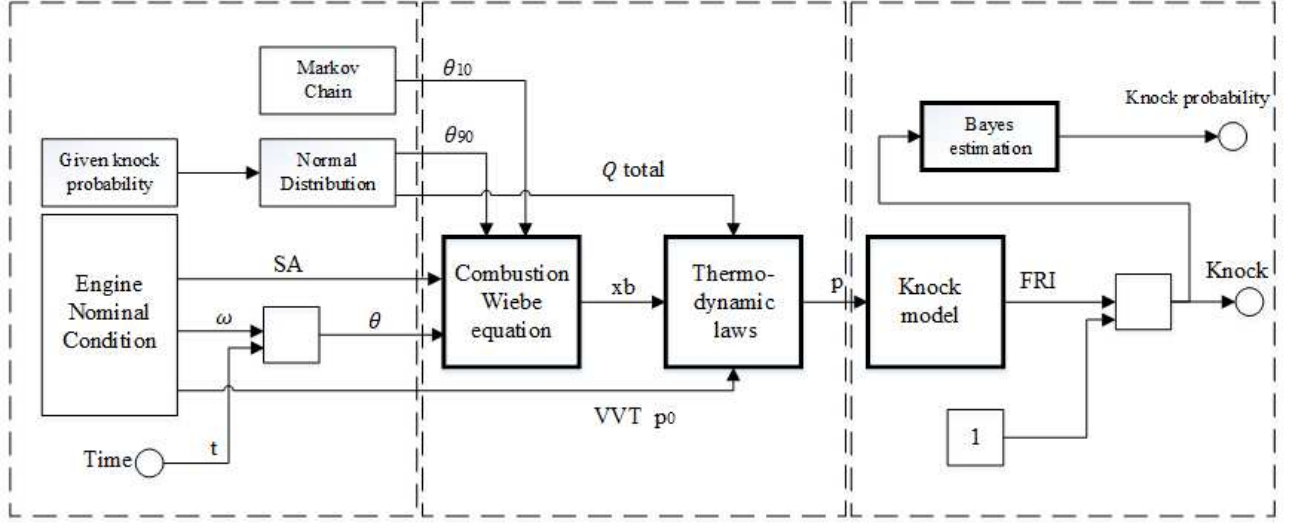 Markov
Chain
θ10
Given knock
probability
Normal
Distribution
θ90
Q total
Engine
Nominal
Condition
SA
ω
θ
Time
t
Combustion
Wiebe
equation
xb
Thermo-
dynamic
laws
VVT p0
p
Knock
model
FRI
1
Bayes
estimation
Knock probability
Knock